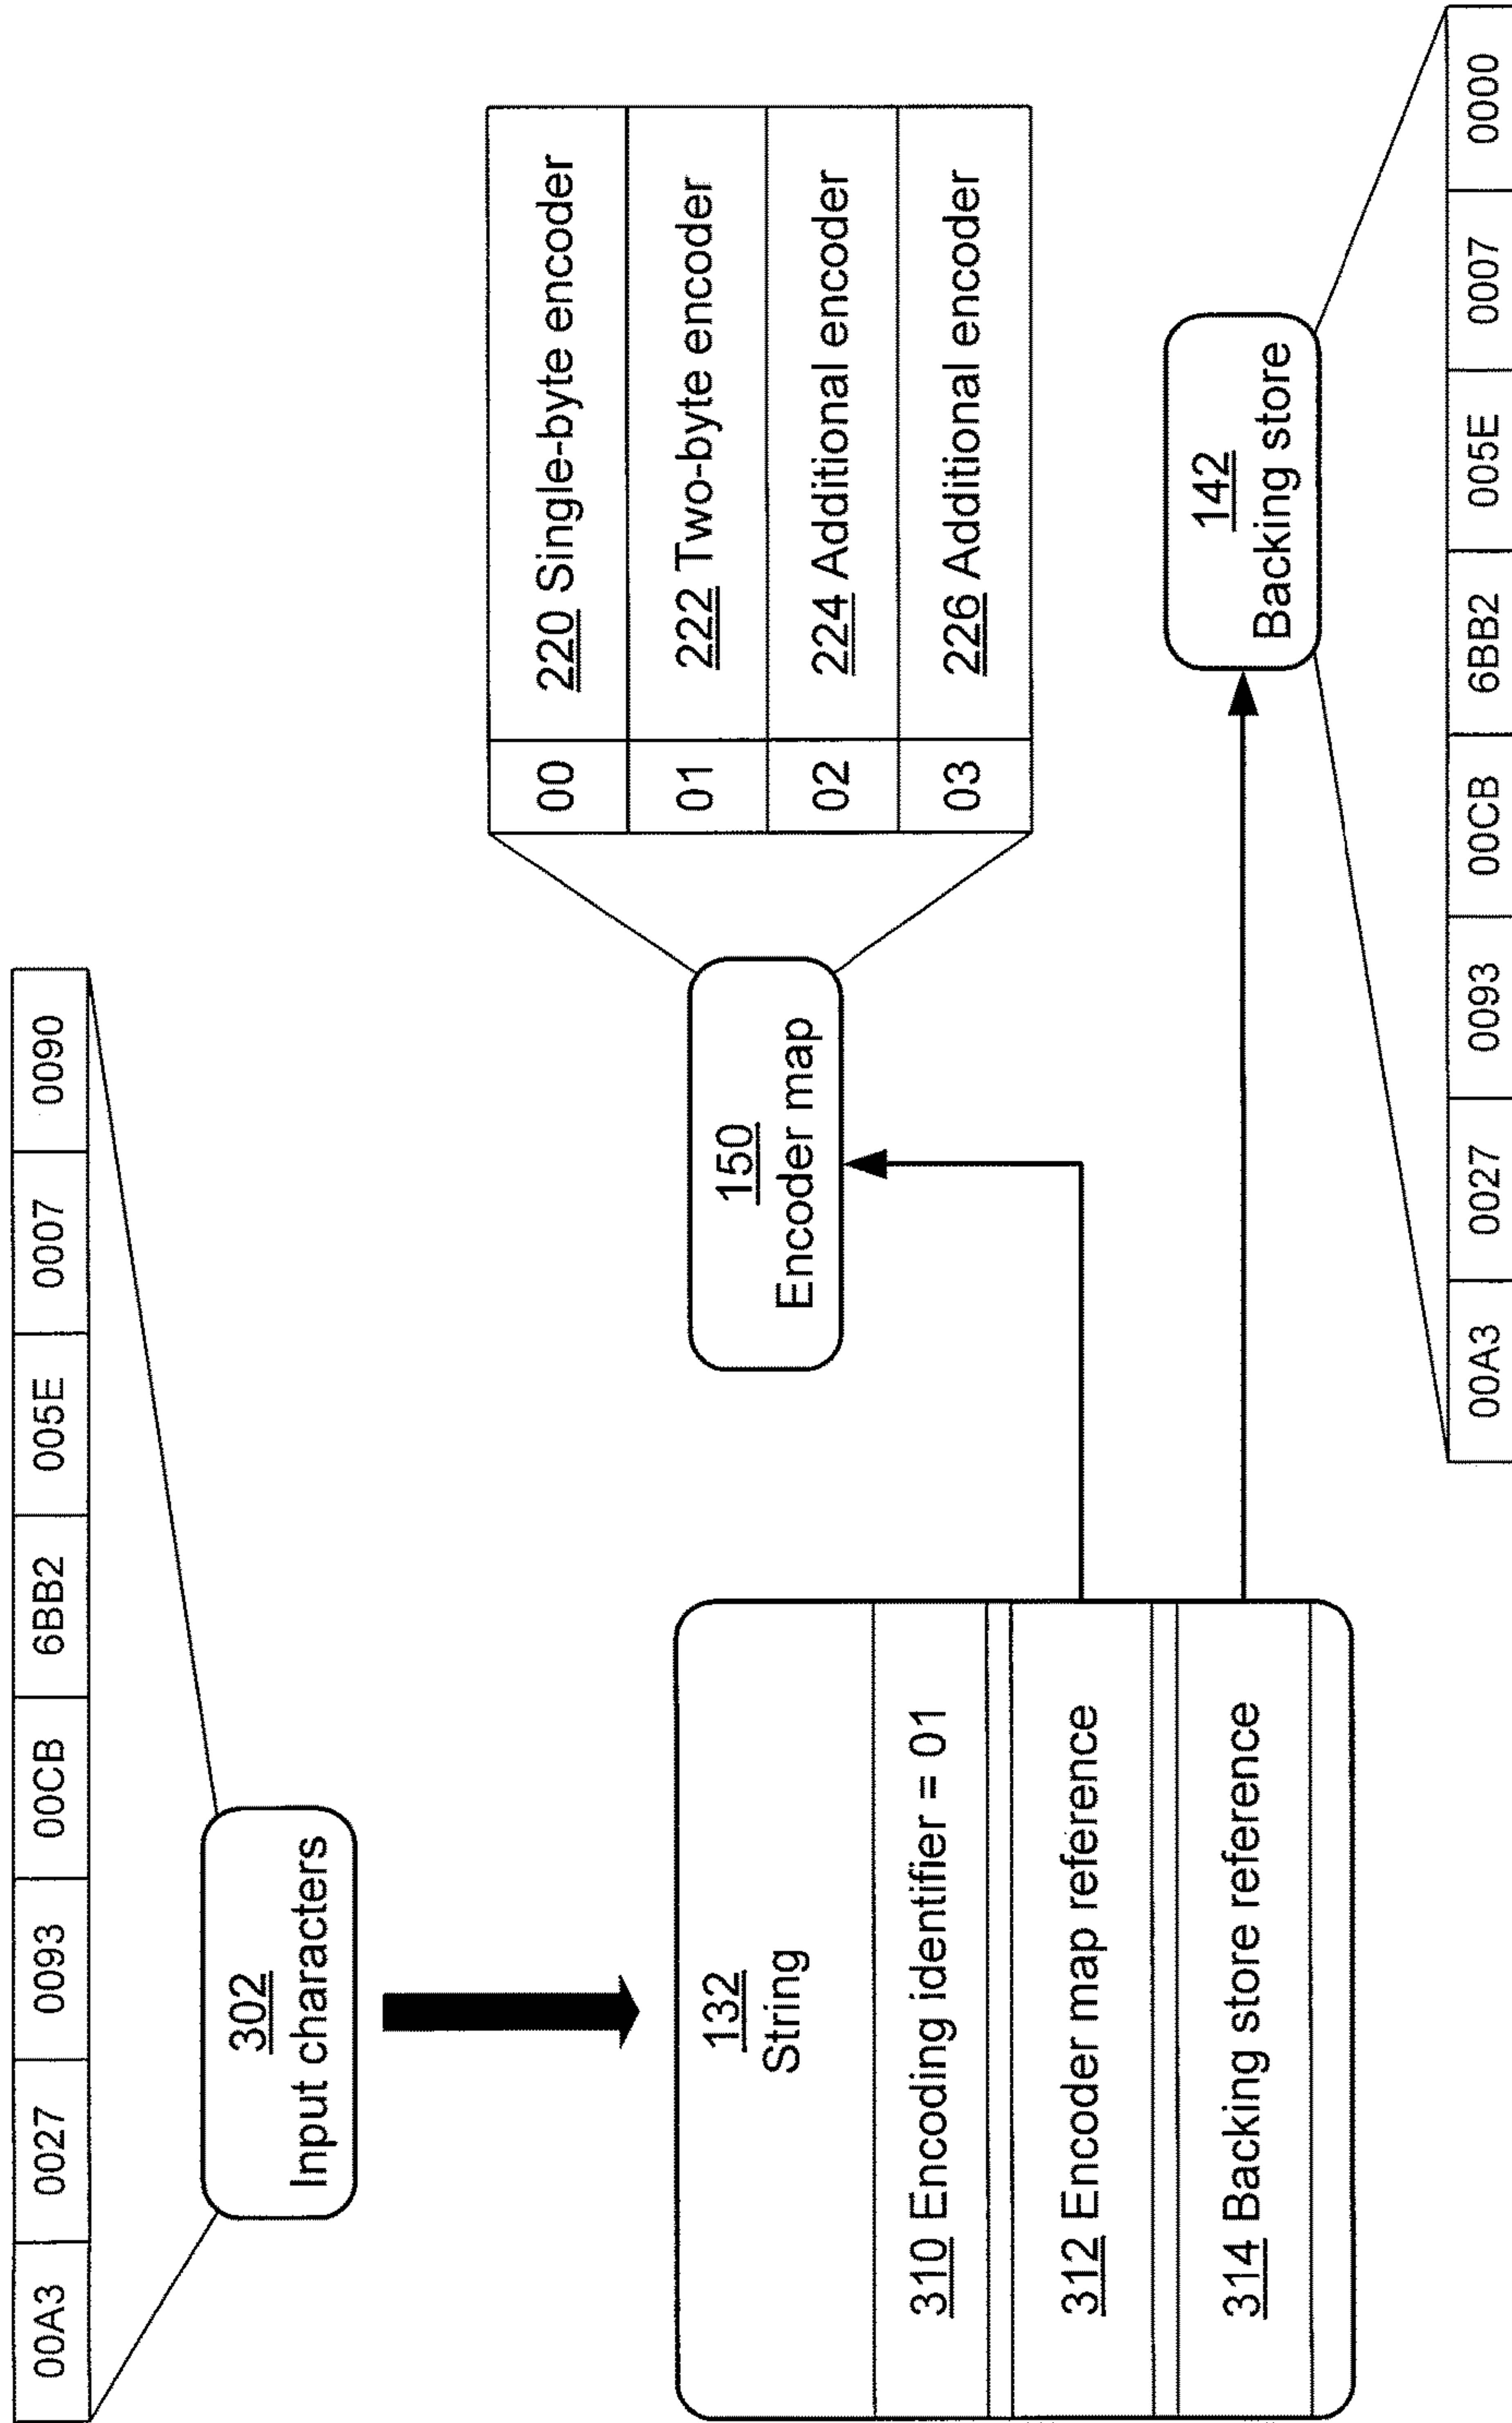 00A3 0027 0093 00CB 6BB2 005E 0007 0090
302
Input characters
132
String
310 Encoding identifier = 01
312 Encoder map reference
314 Backing store reference
150
Encoder map
00 220 Single-byte encoder
01 222 Two-byte encoder
02 224 Additional encoder
03 226 Additional encoder
142
Backing store
00A3 0027 0093 00CB 6BB2 005E 0007 0000